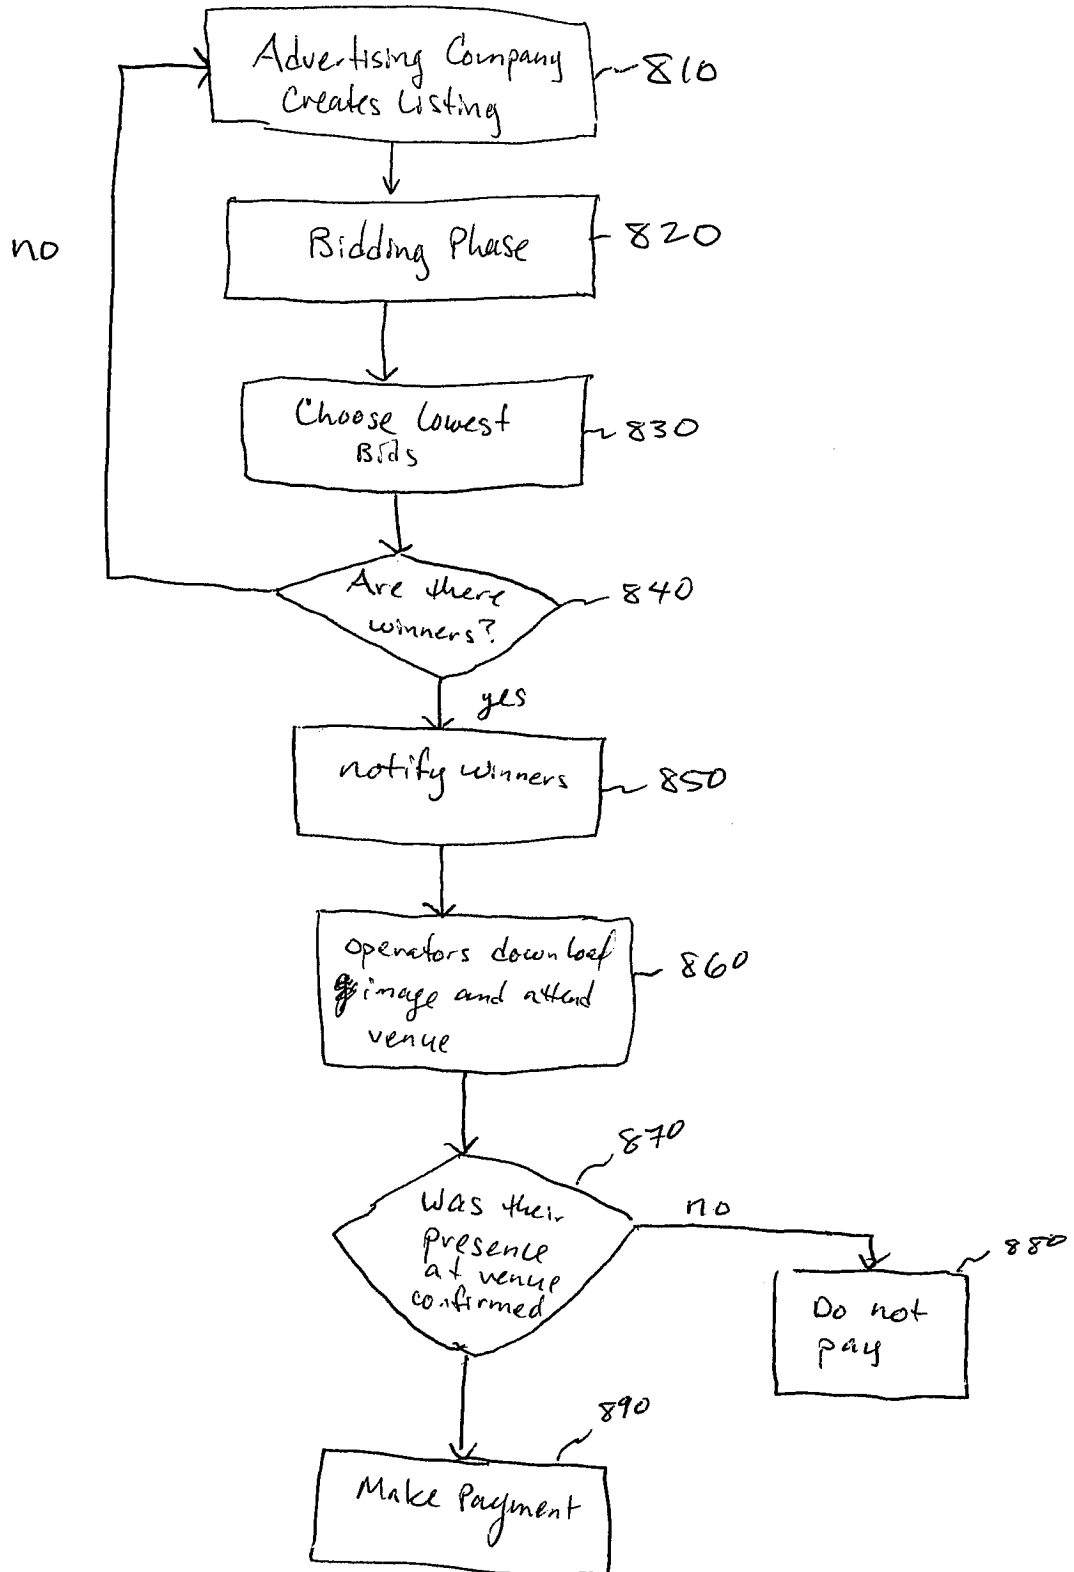 Advertising Company
Creates Listing
810
Bidding Phase
820
no
Choose Lowest
Bids
830
Are there
winners?
840
yes
notify winners
850
operators download
image and attend
venue
860
870
Was their
presence
at venue
confirmed
no
880
Do not
pay
890
Make Payment